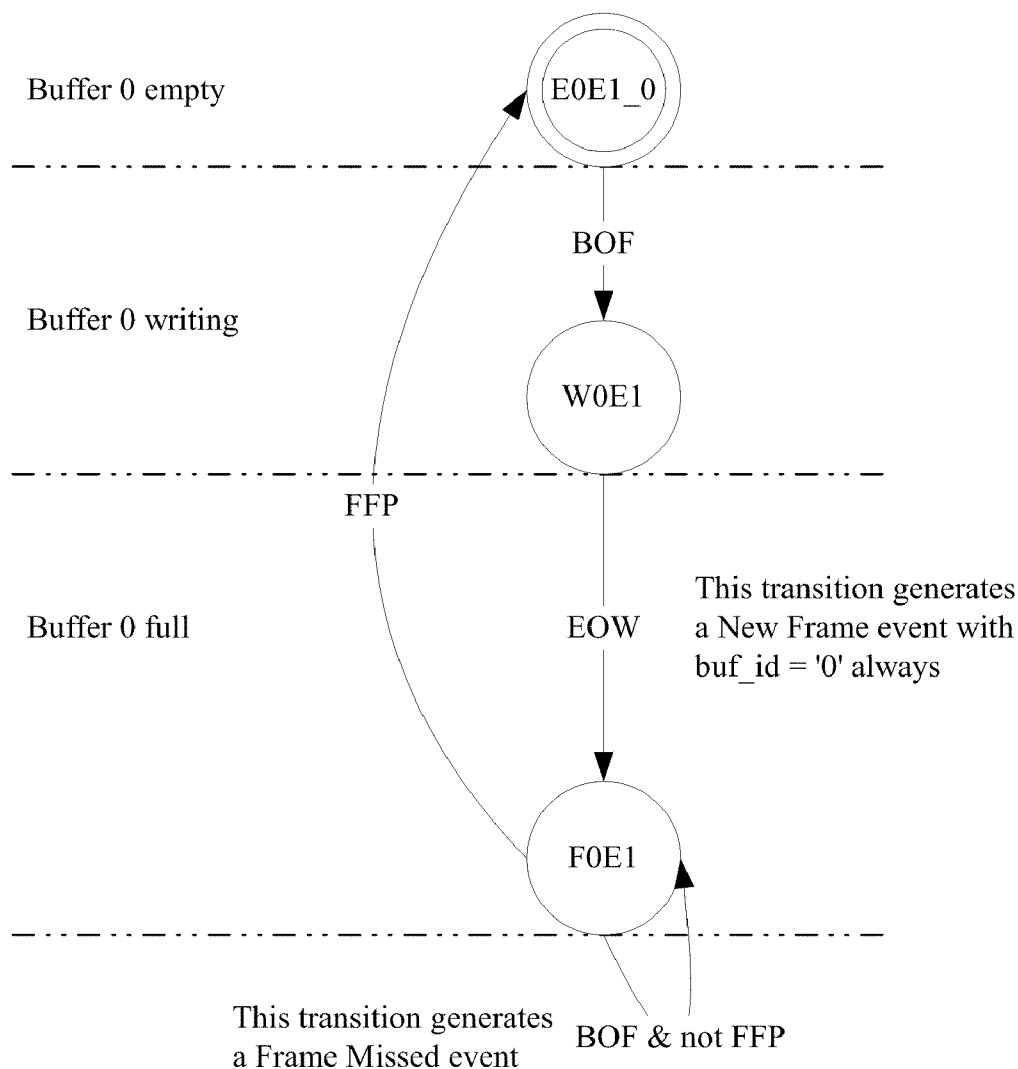 Buffer 0 empty
E0E1_0
BOF
Buffer 0 writing
W0E1
FFP
This transition generates
a New Frame event with
buf_id = '0' always
Buffer 0 full
EOW
F0E1
This transition generates
a Frame Missed event
BOF & not FFP